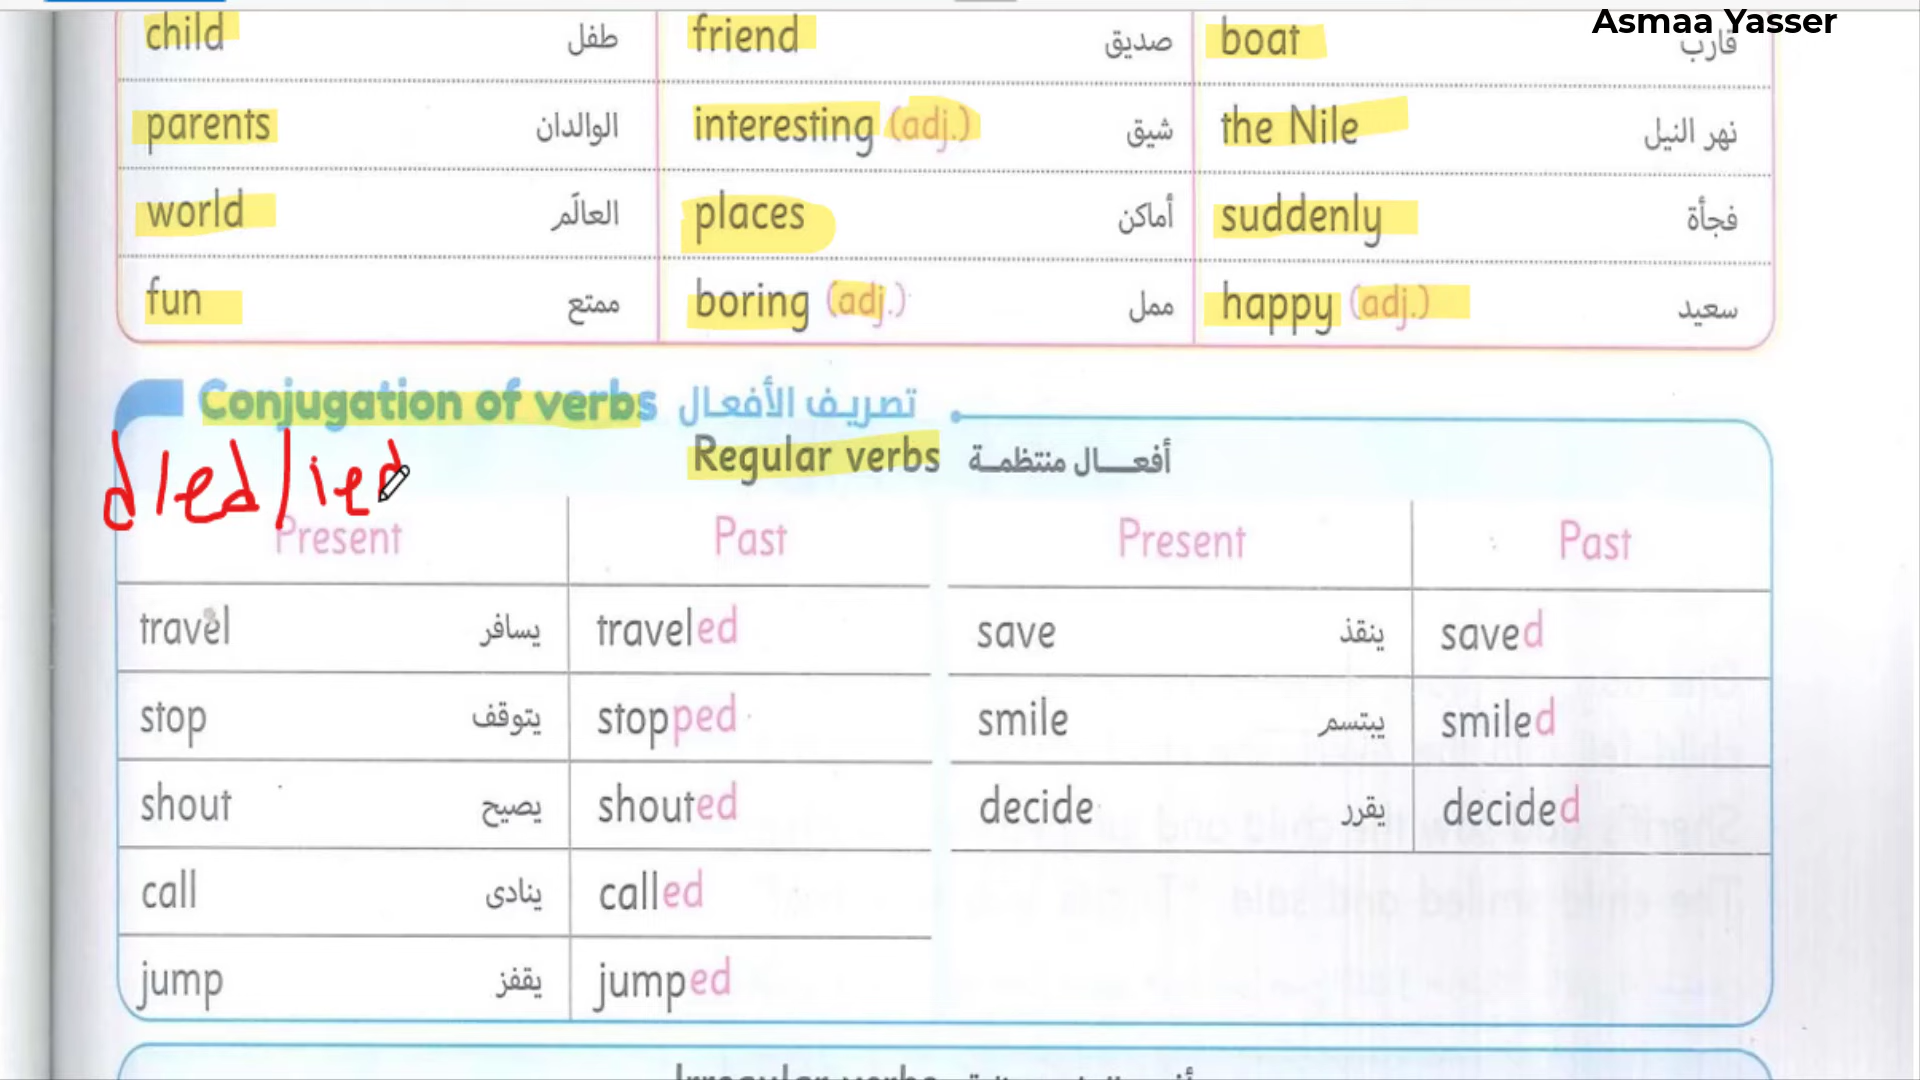 Asmaa Yasser
child طفل friend صديق boat قارب
parents الوالدان interesting (adj.) شيق the Nile نهر النيل
world العالَم places أماكن suddenly فجأة
fun ممتع boring (adj.) ممل happy (adj.) سعيد
Conjugation of verbs تصريف الأفعال
d/ed/ied
Regular verbs أفعال منتظمة
Present Past Present Past
travel يسافر traveled save ينقذ saved
stop يتوقف stopped smile يبتسم smiled
shout يصيح shouted decide يقرر decided
call ينادى called
jump يقفز jumped
Irregular verbs